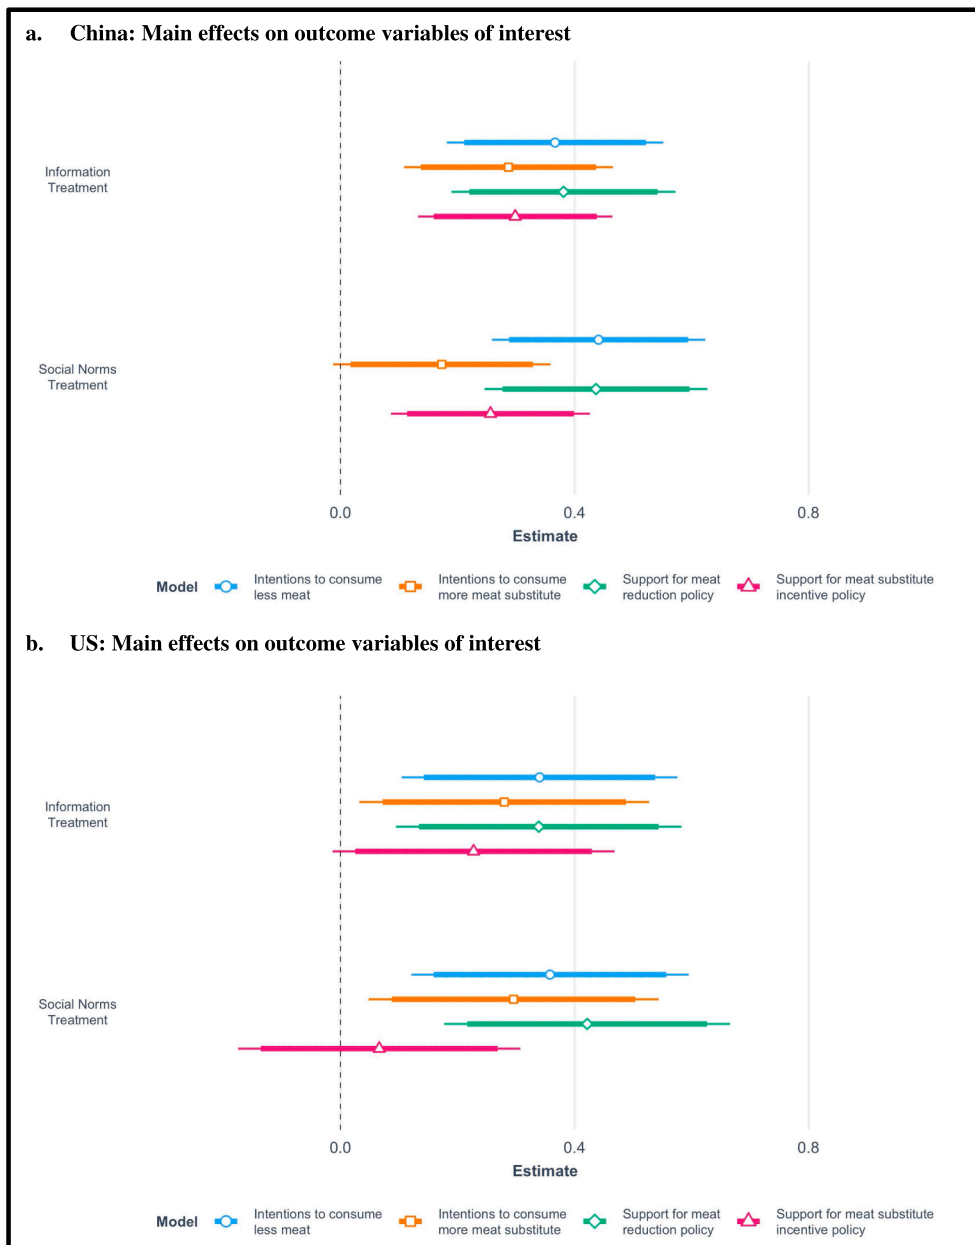 a. China: Main effects on outcome variables of interest
Information
Treatment
Social Norms
Treatment
0.0 0.4 0.8
Estimate
Model Intentions to consume less meat Intentions to consume more meat substitute Support for meat reduction policy Support for meat substitute incentive policy
b. US: Main effects on outcome variables of interest
Information
Treatment
Social Norms
Treatment
0.0 0.4 0.8
Estimate
Model Intentions to consume less meat Intentions to consume more meat substitute Support for meat reduction policy Support for meat substitute incentive policy